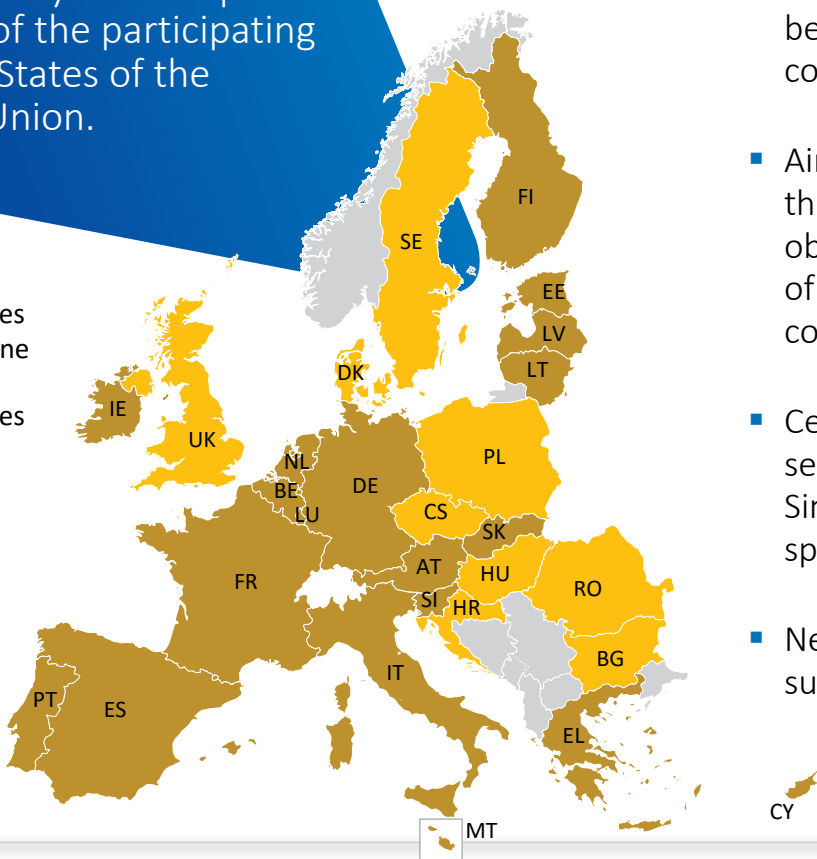 of the participating
States of the
Union.
es
ne
es
be
co
Air
th
ob
of
co
Ce
se
Sir
sp
Ne
su
FI
SE
EE
LV
LT
DK
IE
UK
NL
BE
LU
DE
PL
CS
SK
AT
HU
SI
HR
RO
FR
BG
IT
PT
ES
EL
CY
MT